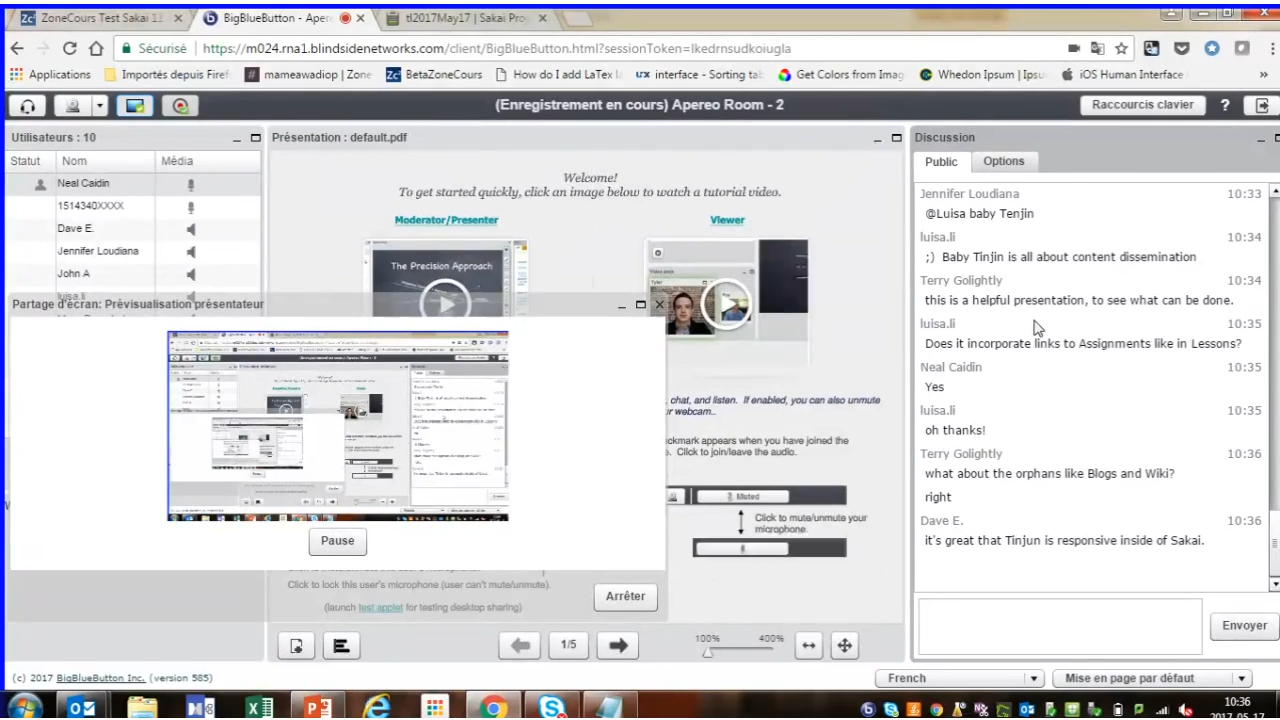 ZoneCours Test Sakai 1
BigBlueButton - Apere
tl2017May17 | Sakai Pro
Sécurisé
https://m024.rna1.blindsidenetworks.com/client/BigBlueButton.html?sessionToken=lkedrnsudkoiugla
Applications
Importés depuis Firef
mameawadiop | Zone
BetaZoneCours
How do I add LaTex
interface - Sorting tab
Get Colors from Imag
Whedon Ipsum | Ipsu
iOS Human Interface
»
(Enregistrement en cours) Apereo Room - 2
Raccourcis clavier
?
Utilisateurs : 10
Statut Nom Média
Neal Caidin
1514340XXXX
Dave E.
Jennifer Loudiana
John A
luisa.li
Présentation : default.pdf
Welcome!
To get started quickly, click an image below to watch a tutorial video.
Moderator/Presenter
Viewer
The Precision Approach
Partage d'écran: Prévisualisation présentateur
Pause
Arrêter
chat, and listen. If enabled, you can also unmute
ur webcam..
eckmark appears when you have joined the
Click to join/leave the audio.
Muted
Click to mute/unmute your
microphone.
Click to lock this user's microphone (user can't mute/unmute).
(launch test applet for testing desktop sharing)
1/5
100% 400%
Discussion
Public Options
Jennifer Loudiana 10:33
@Luisa baby Tenjin
luisa.li 10:34
;) Baby Tinjin is all about content dissemination
Terry Golightly 10:34
this is a helpful presentation, to see what can be done.
luisa.li 10:35
Does it incorporate links to Assignments like in Lessons?
Neal Caidin 10:35
Yes
luisa.li 10:35
oh thanks!
Terry Golightly 10:36
what about the orphans like Blogs and Wiki?
right
Dave E. 10:36
it's great that Tinjun is responsive inside of Sakai.
Envoyer
(c) 2017 BigBlueButton Inc. (version 585)
French
Mise en page par défaut
10:36
2017-05-17